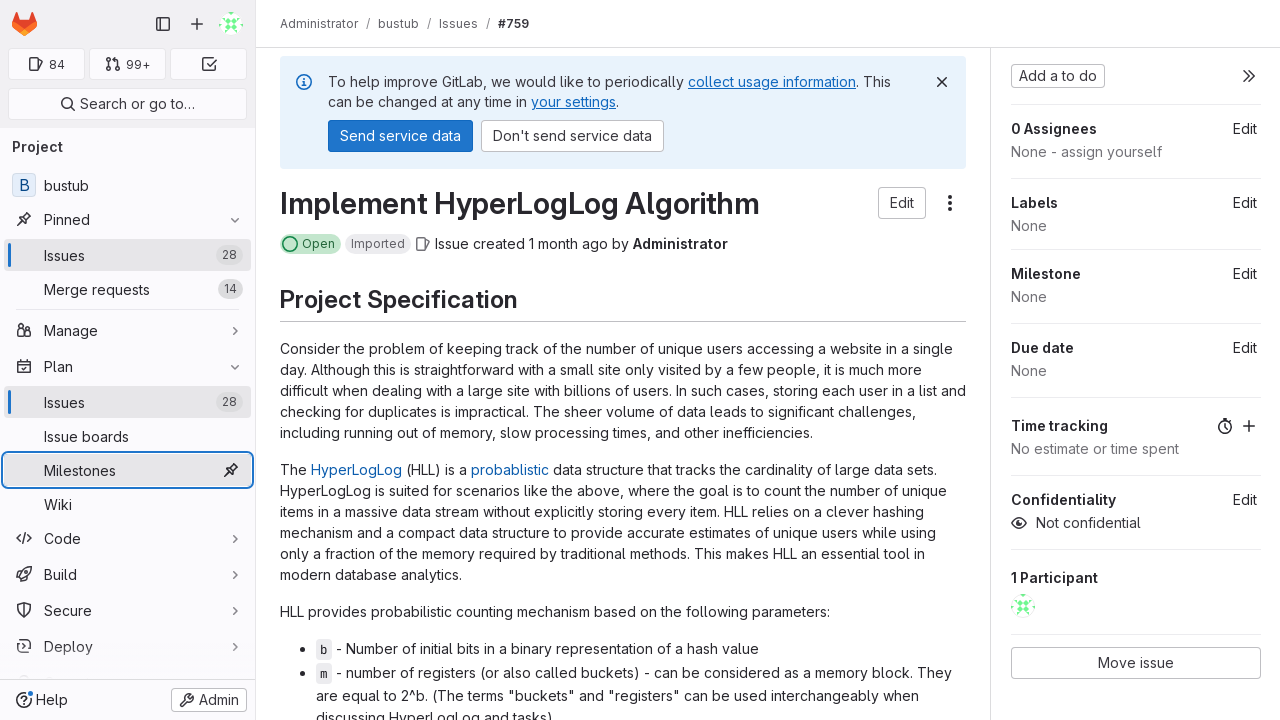 Administrator / bustub / Issues / #759
84
99+
Search or go to…
Project
B bustub
Pinned
Issues 28
Merge requests 14
Manage
Plan
Issues 28
Issue boards
Milestones
Wiki
Code
Build
Secure
Deploy
Help
Admin
To help improve GitLab, we would like to periodically collect usage information. This
can be changed at any time in your settings.
Send service data
Don't send service data
Implement HyperLogLog Algorithm
Edit
Open Imported Issue created 1 month ago by Administrator
Project Specification
Consider the problem of keeping track of the number of unique users accessing a website in a single
day. Although this is straightforward with a small site only visited by a few people, it is much more
difficult when dealing with a large site with billions of users. In such cases, storing each user in a list and
checking for duplicates is impractical. The sheer volume of data leads to significant challenges,
including running out of memory, slow processing times, and other inefficiencies.
The HyperLogLog (HLL) is a probablistic data structure that tracks the cardinality of large data sets.
HyperLogLog is suited for scenarios like the above, where the goal is to count the number of unique
items in a massive data stream without explicitly storing every item. HLL relies on a clever hashing
mechanism and a compact data structure to provide accurate estimates of unique users while using
only a fraction of the memory required by traditional methods. This makes HLL an essential tool in
modern database analytics.
HLL provides probabilistic counting mechanism based on the following parameters:
• b - Number of initial bits in a binary representation of a hash value
• m - number of registers (or also called buckets) - can be considered as a memory block. They
are equal to 2^b. (The terms "buckets" and "registers" can be used interchangeably when
discussing HyperLogLog and tasks)
Add a to do
0 Assignees Edit
None - assign yourself
Labels Edit
None
Milestone Edit
None
Due date Edit
None
Time tracking
No estimate or time spent
Confidentiality Edit
Not confidential
1 Participant
Move issue